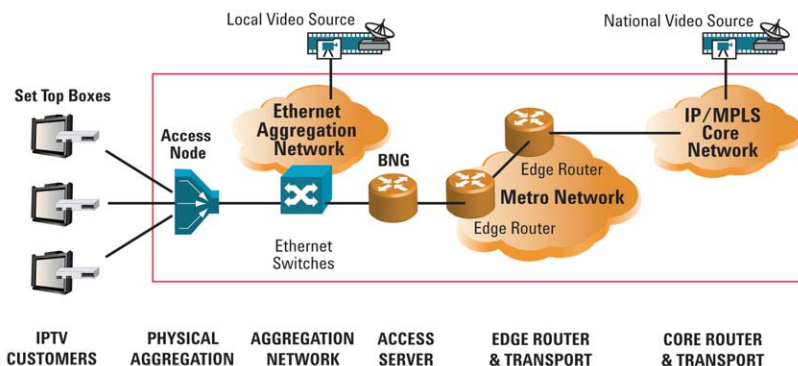 Local Video Source
National Video Source
Set Top Boxes
Access
Node
Ethernet
Aggregation
Network
BNG
Edge Router
IP/MPLS
Core
Network
Metro Network
Edge Router
Ethernet
Switches
IPTV
CUSTOMERS
PHYSICAL
AGGREGATION
AGGREGATION
NETWORK
ACCESS
SERVER
EDGE ROUTER
& TRANSPORT
CORE ROUTER
& TRANSPORT